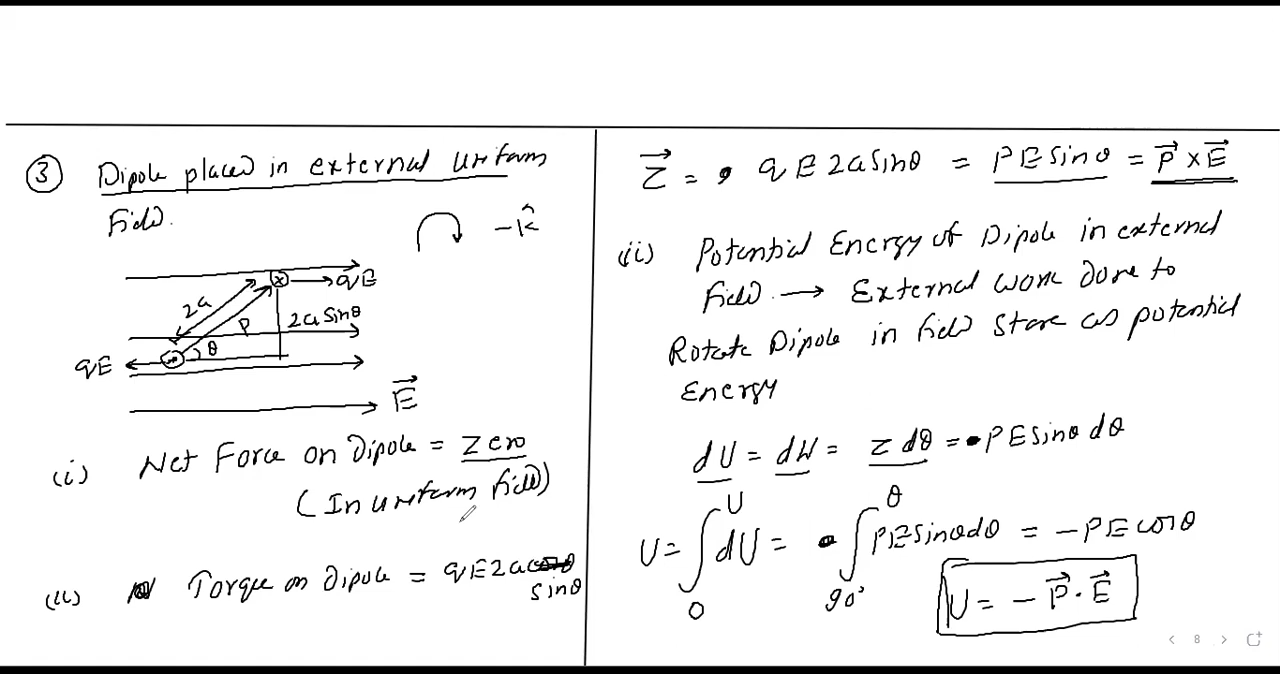 ③ Dipole placed in external uniform
Field.
-k̂
qE
2a
P
2a sinθ
θ
qE
E⃗
(i) Net Force on Dipole = Zero
(In uniform field)
(ii) Torque on dipole = qE2a cosθ
sinθ
τ⃗ = qE 2a sinθ = PE sinθ = P⃗ × E⃗
(ii) Potential Energy of Dipole in external
Field → External work done to
Rotate Dipole in field store as potential
Energy
dU = dW = τ dθ = PE sinθ dθ
U = ∫₀ᵁ dU = ∫₉₀°^θ PE sinθ dθ = -PE cosθ
U = - P⃗ · E⃗
< 8 >